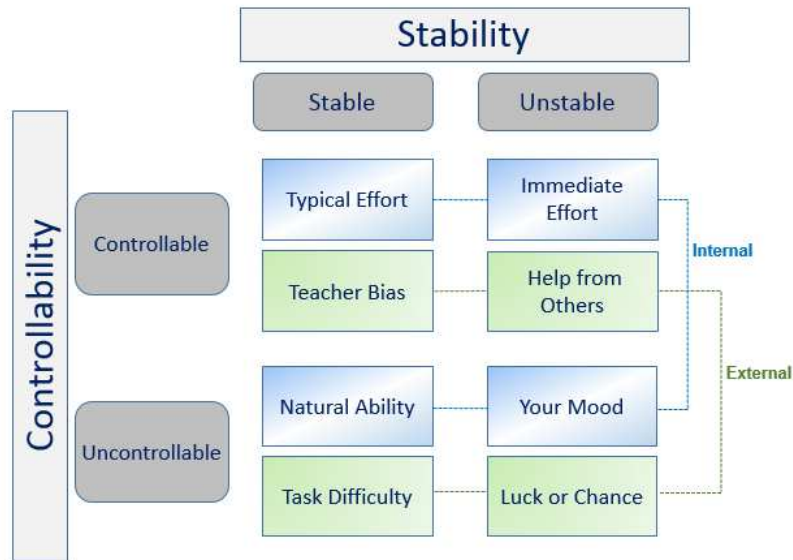 Stability
Stable
Unstable
Controllability
Controllable
Typical Effort
Immediate
Effort
Internal
Teacher Bias
Help from
Others
External
Uncontrollable
Natural Ability
Your Mood
Task Difficulty
Luck or Chance